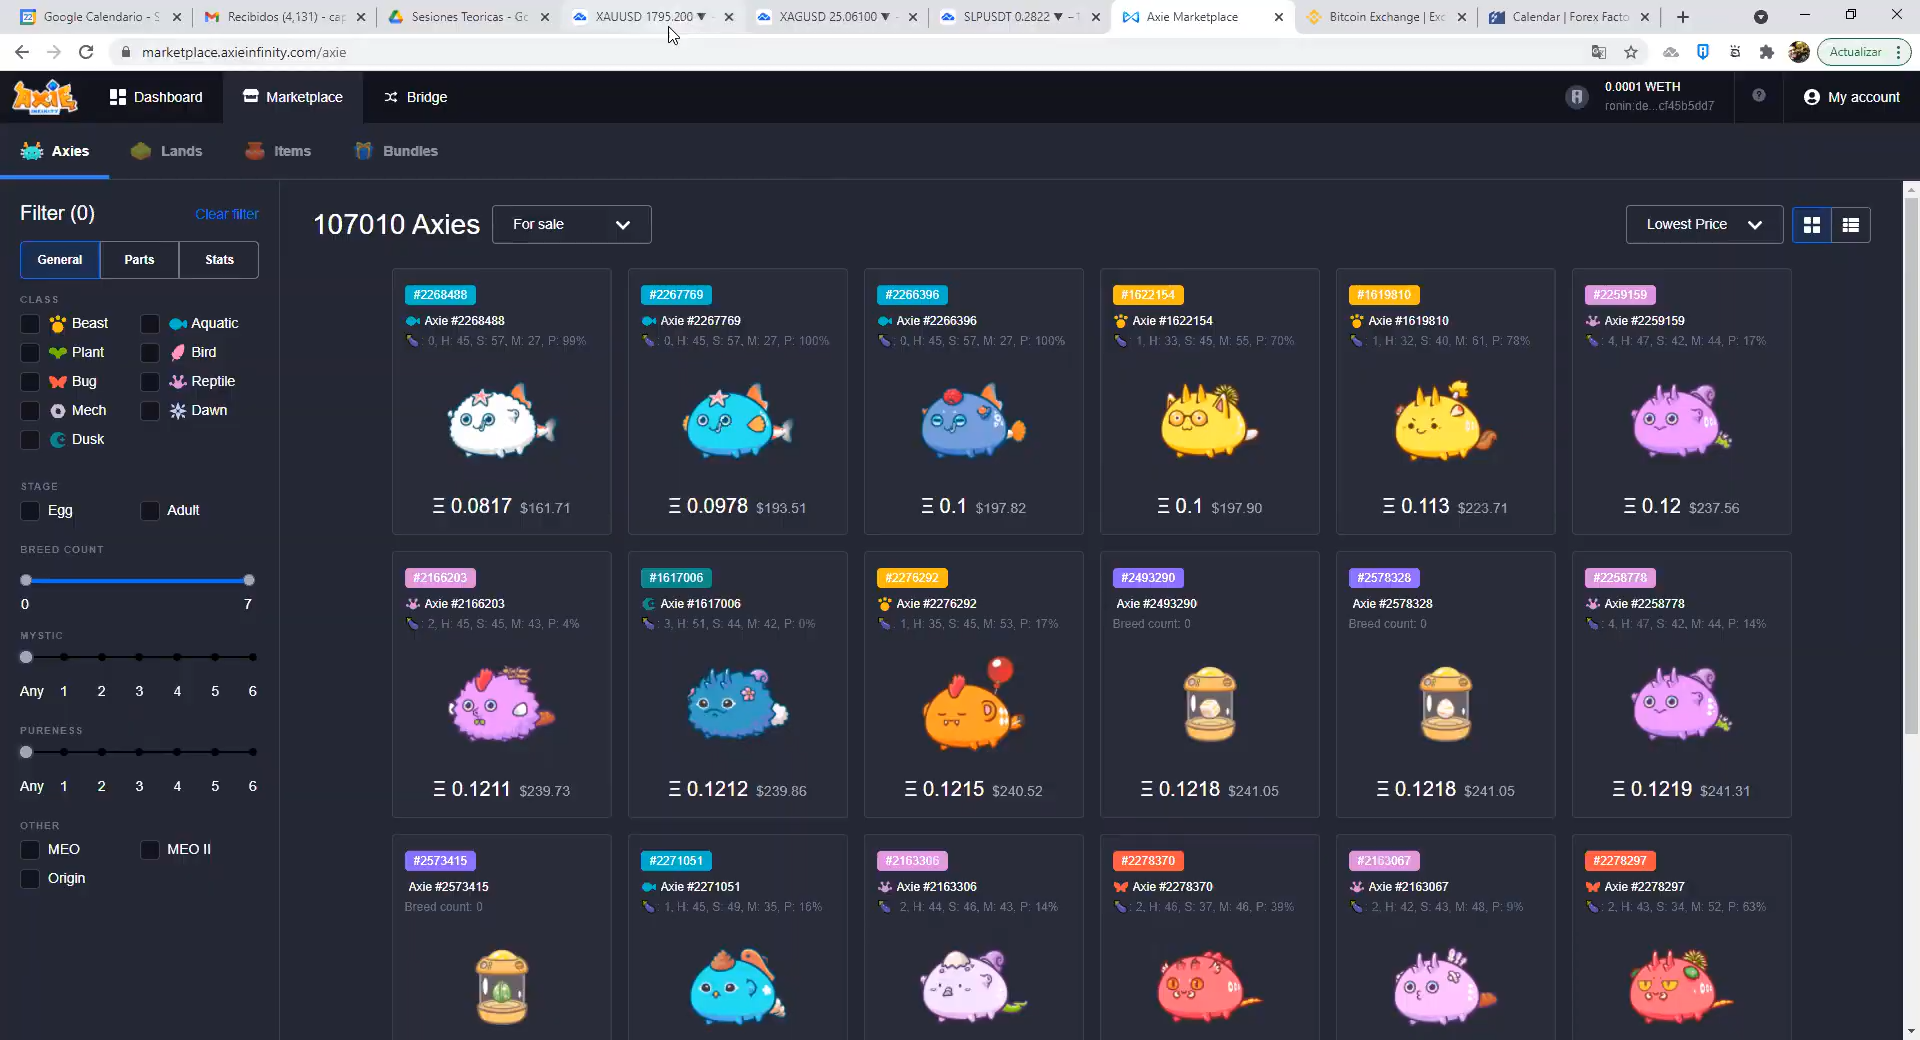 Google Calendario - S
Recibidos (4,131) - cap
Sesiones Teoricas - Go
XAUUSD 1795.200 ▼ -
XAGUSD 25.06100 ▼ -
SLPUSDT 0.2822 ▼ –
Axie Marketplace
Bitcoin Exchange | Exc
Calendar | Forex Facto
marketplace.axieinfinity.com/axie
Actualizar
AXIE
INFINITY
Dashboard
Marketplace
Bridge
0.0001 WETH
ronin:de...cf45b5dd7
My account
Axies
Lands
Items
Bundles
Filter (0)
Clear filter
General
Parts
Stats
CLASS
Beast
Aquatic
Plant
Bird
Bug
Reptile
Mech
Dawn
Dusk
STAGE
Egg
Adult
BREED COUNT
0
7
MYSTIC
Any 1 2 3 4 5 6
PURENESS
Any 1 2 3 4 5 6
OTHER
MEO
MEO II
Origin
107010 Axies
For sale
Lowest Price
#2268488
Axie #2268488
: 0, H: 45, S: 57, M: 27, P: 99%
Ξ 0.0817 $161.71
#2267769
Axie #2267769
: 0, H: 45, S: 57, M: 27, P: 100%
Ξ 0.0978 $193.51
#2266396
Axie #2266396
: 0, H: 45, S: 57, M: 27, P: 100%
Ξ 0.1 $197.82
#1622154
Axie #1622154
: 1, H: 33, S: 45, M: 55, P: 70%
Ξ 0.1 $197.90
#1619810
Axie #1619810
: 1, H: 32, S: 40, M: 61, P: 78%
Ξ 0.113 $223.71
#2259159
Axie #2259159
: 4, H: 47, S: 42, M: 44, P: 17%
Ξ 0.12 $237.56
#2166203
Axie #2166203
: 2, H: 45, S: 45, M: 43, P: 4%
Ξ 0.1211 $239.73
#1617006
Axie #1617006
: 3, H: 51, S: 44, M: 42, P: 0%
Ξ 0.1212 $239.86
#2276292
Axie #2276292
: 1, H: 35, S: 45, M: 53, P: 17%
Ξ 0.1215 $240.52
#2493290
Axie #2493290
Breed count: 0
Ξ 0.1218 $241.05
#2578328
Axie #2578328
Breed count: 0
Ξ 0.1218 $241.05
#2258778
Axie #2258778
: 4, H: 47, S: 42, M: 44, P: 14%
Ξ 0.1219 $241.31
#2573415
Axie #2573415
Breed count: 0
#2271051
Axie #2271051
: 1, H: 45, S: 49, M: 35, P: 16%
#2163306
Axie #2163306
: 2, H: 44, S: 46, M: 43, P: 14%
#2278370
Axie #2278370
: 2, H: 46, S: 37, M: 46, P: 39%
#2163067
Axie #2163067
: 2, H: 42, S: 43, M: 48, P: 9%
#2278297
Axie #2278297
: 2, H: 43, S: 34, M: 52, P: 63%